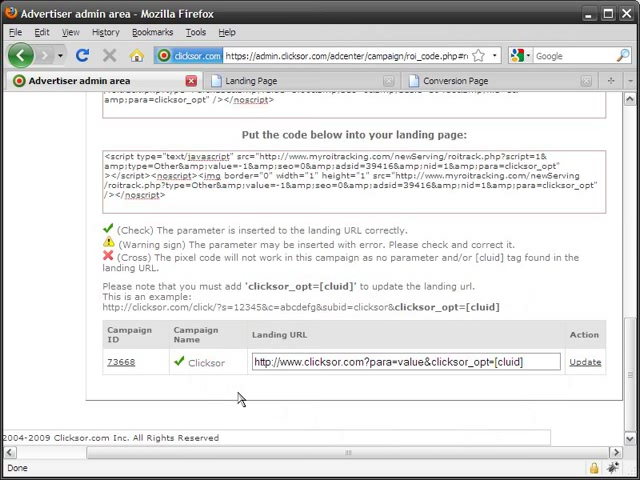 Advertiser admin area - Mozilla Firefox
File Edit View History Bookmarks Tools Help
clicksor.com https://admin.clicksor.com/adcenter/campaign/roi_code.php#r Google
Advertiser admin area Landing Page Conversion Page
amp;para=clicksor_opt" /></noscript>
Put the code below into your landing page:
<script type="text/javascript" src="http://www.myroitracking.com/newServing/roitrack.php?script=1&
amp;type=Other&amp;value=-1&amp;seo=0&amp;adsid=39416&amp;nid=1&amp;para=clicksor_opt"
></script><noscript><img border="0" width="1" height="1" src="http://www.myroitracking.com/newServing
/roitrack.php?type=Other&amp;value=-1&amp;seo=0&amp;adsid=39416&amp;nid=1&amp;para=clicksor_opt"
/></noscript>
(Check) The parameter is inserted to the landing URL correctly.
(Warning sign) The parameter may be inserted with error. Please check and correct it.
(Cross) The pixel code will not work in this campaign as no parameter and/or [cluid] tag found in the
landing URL.
Please note that you must add 'clicksor_opt=[cluid]' to update the landing url.
This is an example:
http://clicksor.com/click/?s=12345&c=abcdefg&subid=clicksor&clicksor_opt=[cluid]
Campaign ID Campaign Name Landing URL Action
73668 Clicksor http://www.clicksor.com?para=value&clicksor_opt=[cluid] Update
2004-2009 Clicksor.com Inc. All Rights Reserved
Done